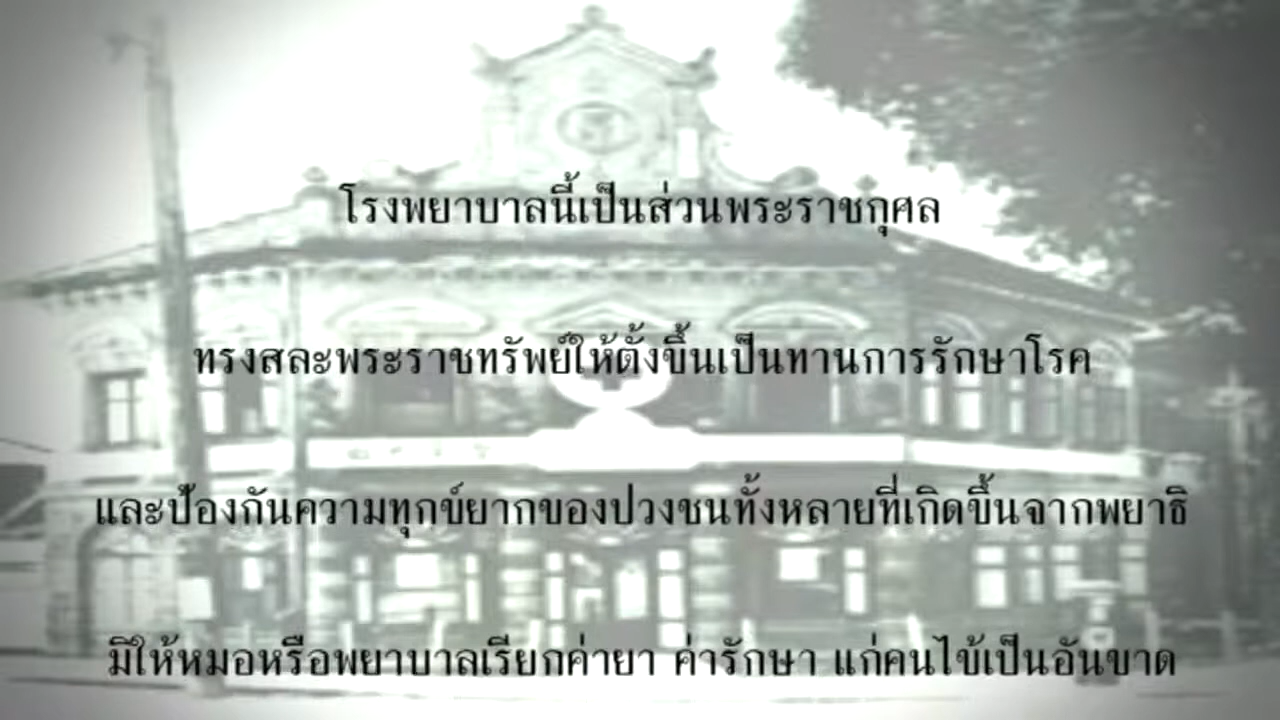 โรงพยาบาลนี้เป็นส่วนพระราชกุศล
ทรงสละพระราชทรัพย์ให้ตั้งขึ้นเป็นทานการรักษาโรค
และป้องกันความทุกข์ยากของปวงชนทั้งหลายที่เกิดขึ้นจากพยาธิ
มิให้หมอหรือพยาบาลเรียกค่ายา ค่ารักษา แก่คนไข้เป็นอันขาด